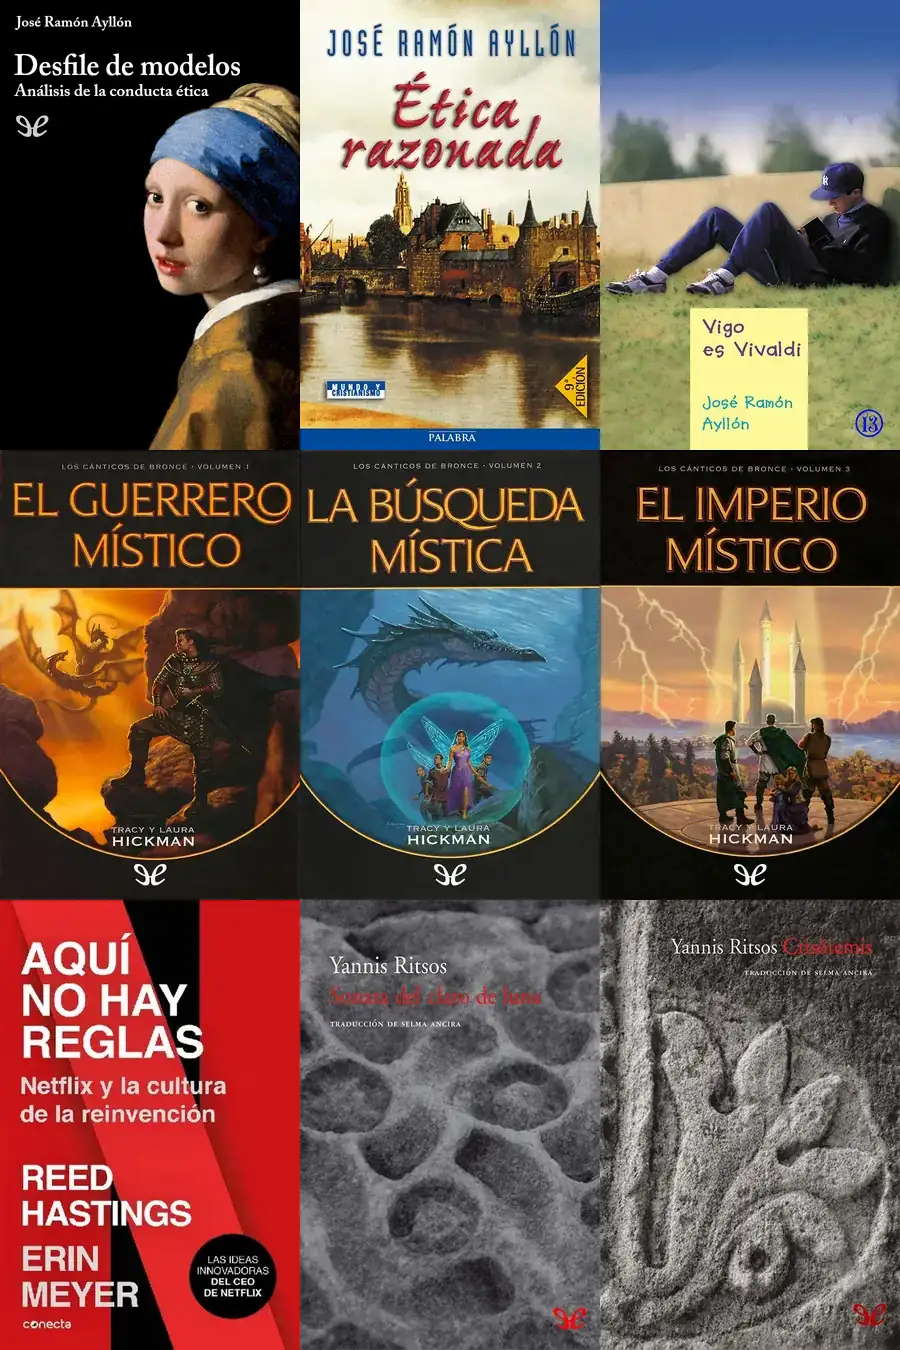 José Ramón Ayllón
Desfile de modelos
Análisis de la conducta ética
JOSÉ RAMÓN AYLLÓN
Ética
razonada
MUNDO Y
CRISTIANISMO
9ª
EDICIÓN
PALABRA
Vigo
es Vivaldi
José Ramón
Ayllón
13
LOS CÁNTICOS DE BRONCE • VOLUMEN 1
EL GUERRERO
MÍSTICO
TRACY Y LAURA
HICKMAN
LOS CÁNTICOS DE BRONCE • VOLUMEN 2
LA BÚSQUEDA
MÍSTICA
TRACY Y LAURA
HICKMAN
LOS CÁNTICOS DE BRONCE • VOLUMEN 3
EL IMPERIO
MÍSTICO
TRACY Y LAURA
HICKMAN
AQUÍ
NO HAY
REGLAS
Netflix y la cultura
de la reinvención
REED
HASTINGS
ERIN
MEYER
LAS IDEAS
INNOVADORAS
DEL CEO
DE NETFLIX
conecta
Yannis Ritsos
Sonata del claro de luna
TRADUCCIÓN DE SELMA ANCIRA
Yannis Ritsos Crisótemis
TRADUCCIÓN DE SELMA ANCIRA